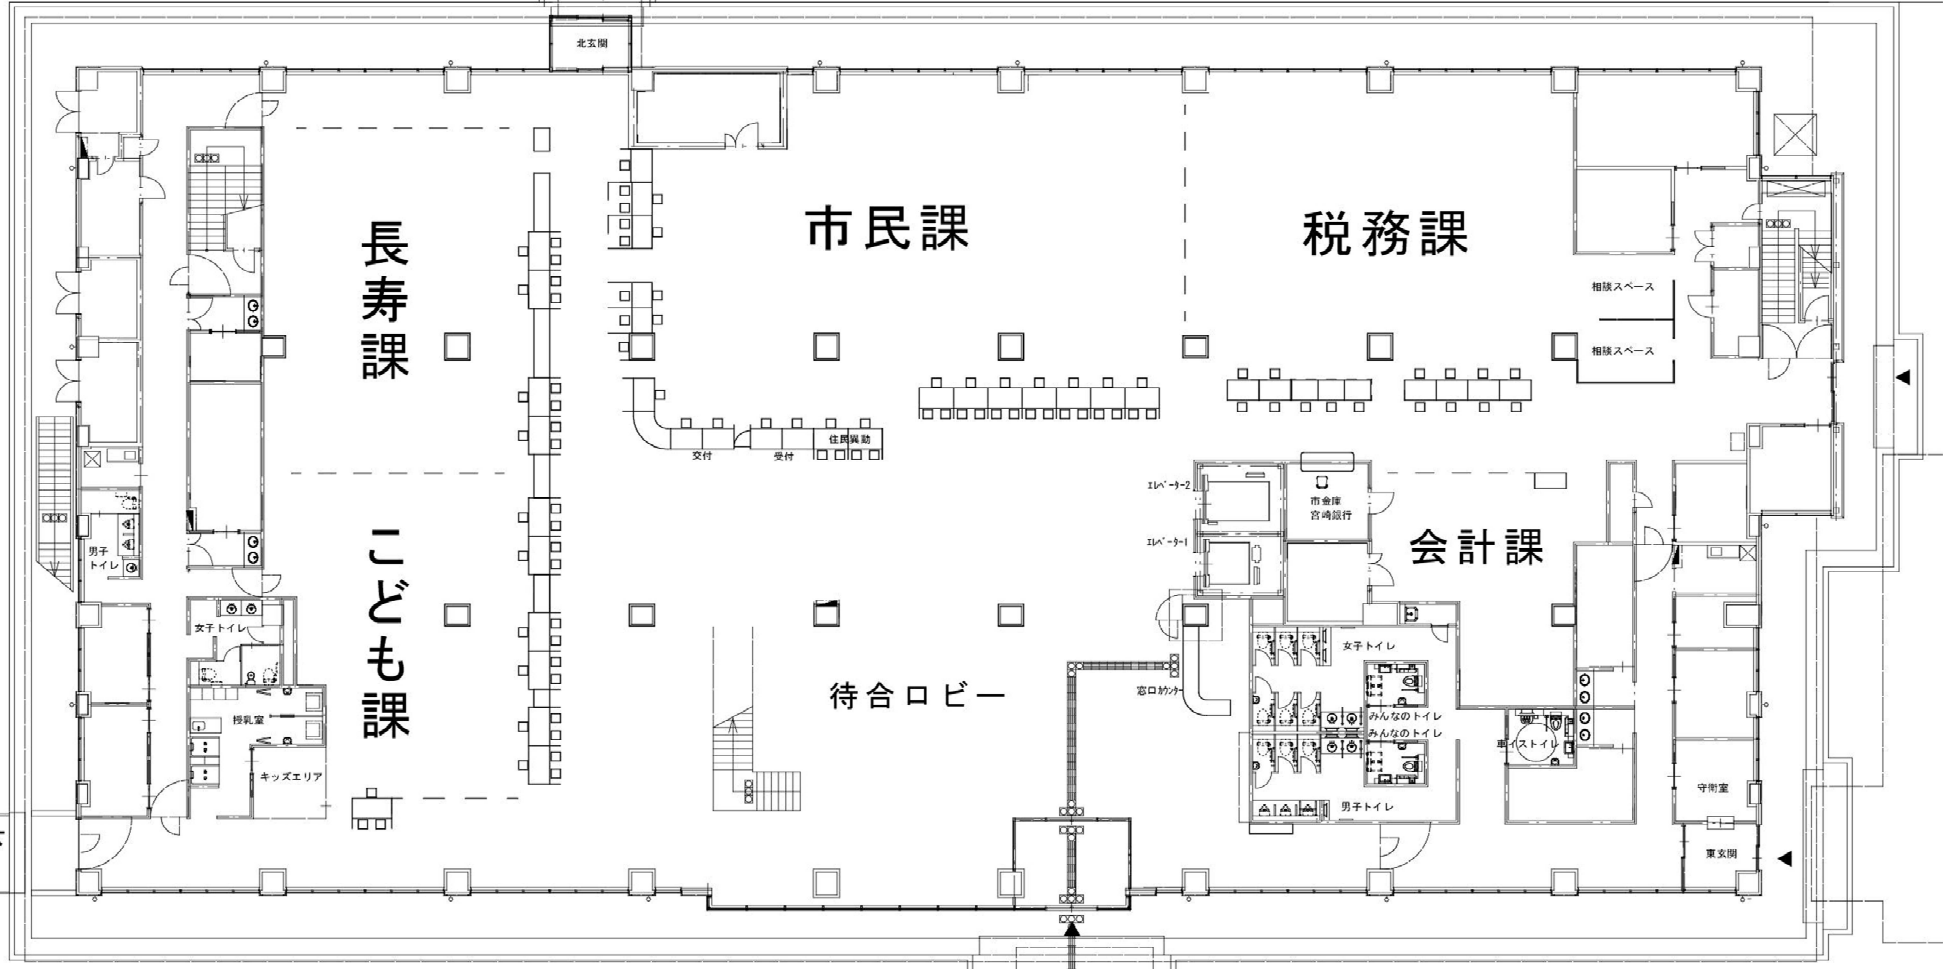 北玄関
長寿課
市民課
税務課
相談スペース
相談スペース
交付
受付
住民異動
エレベーター2
市金庫
宮崎銀行
エレベーター1
会計課
男子
トイレ
こども課
女子トイレ
女子トイレ
待合ロビー
窓口カウンター
授乳室
みんなのトイレ
みんなのトイレ
車イストイレ
キッズエリア
守衛室
男子トイレ
東玄関